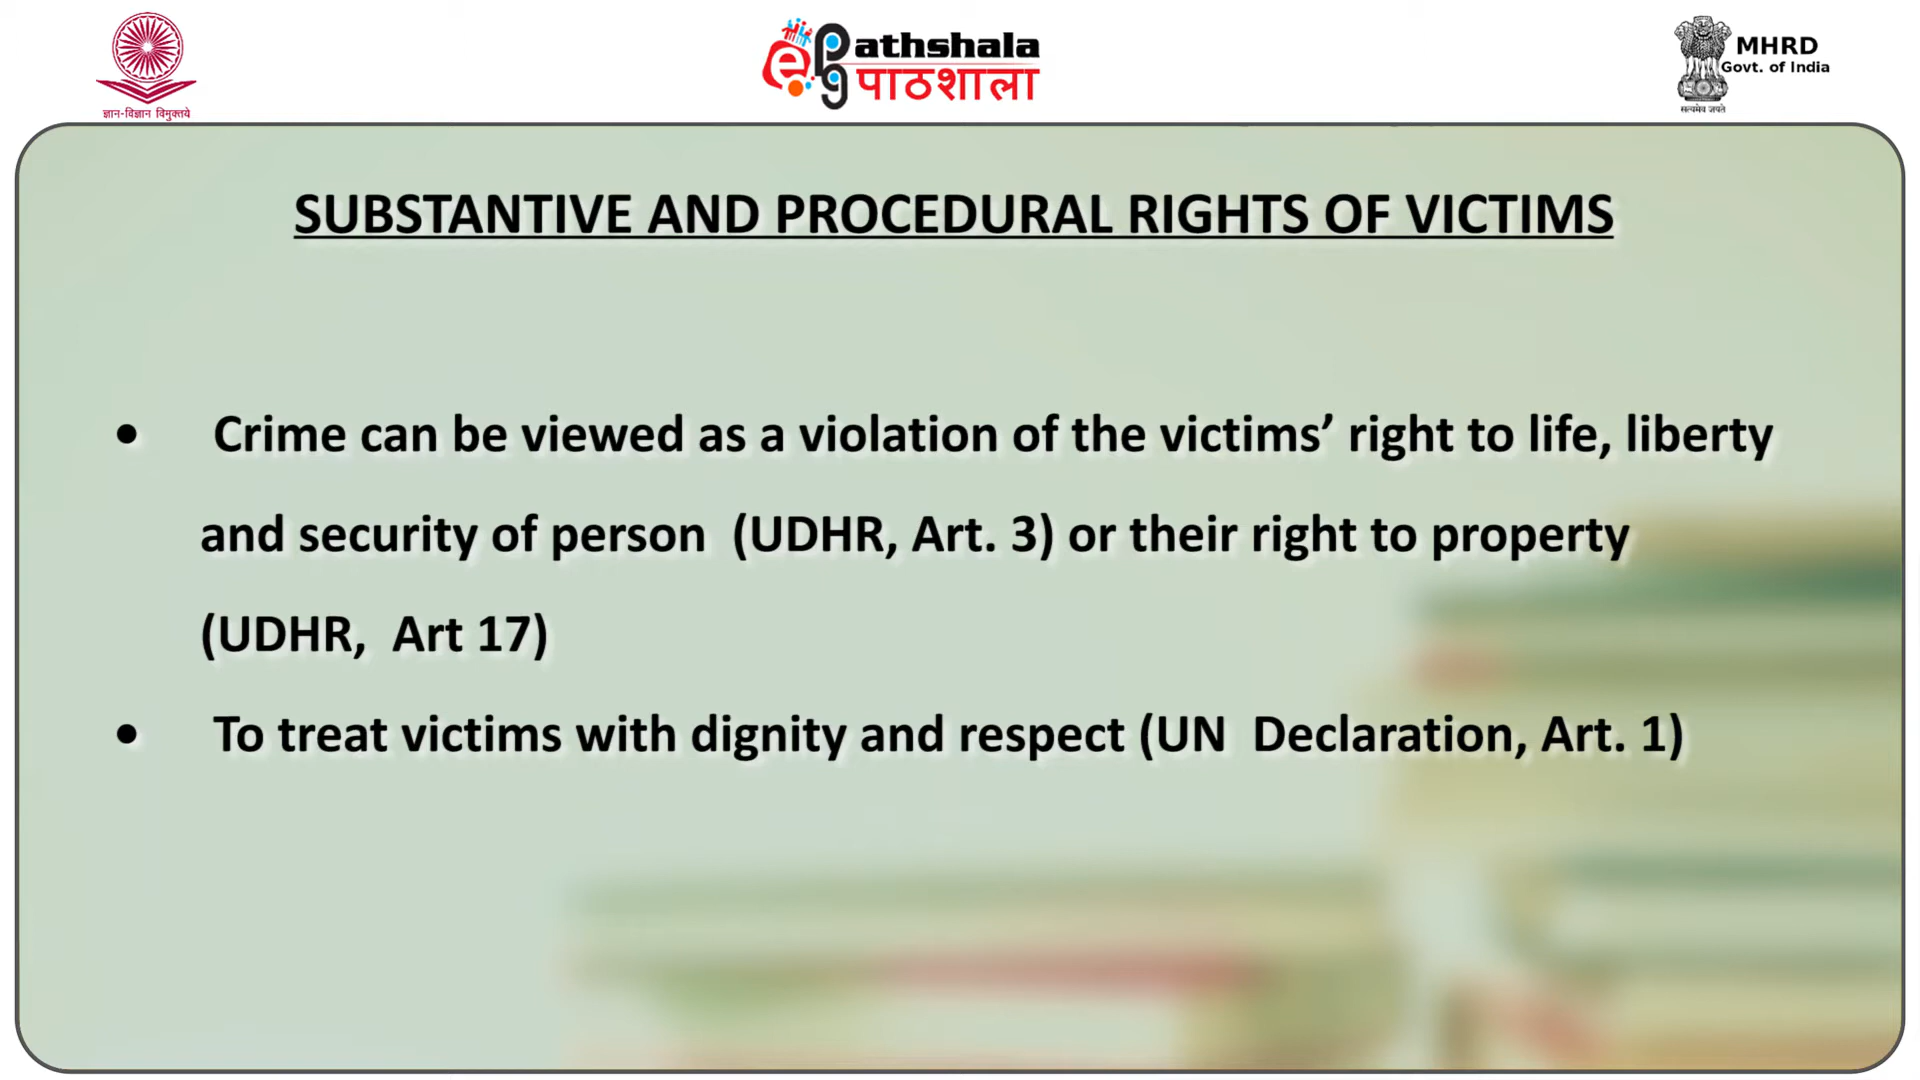 ज्ञान-विज्ञान विमुक्तये
e pg Pathshala
पाठशाला
MHRD
Govt. of India
सत्यमेव जयते
SUBSTANTIVE AND PROCEDURAL RIGHTS OF VICTIMS
• Crime can be viewed as a violation of the victims’ right to life, liberty
and security of person (UDHR, Art. 3) or their right to property
(UDHR, Art 17)
• To treat victims with dignity and respect (UN Declaration, Art. 1)